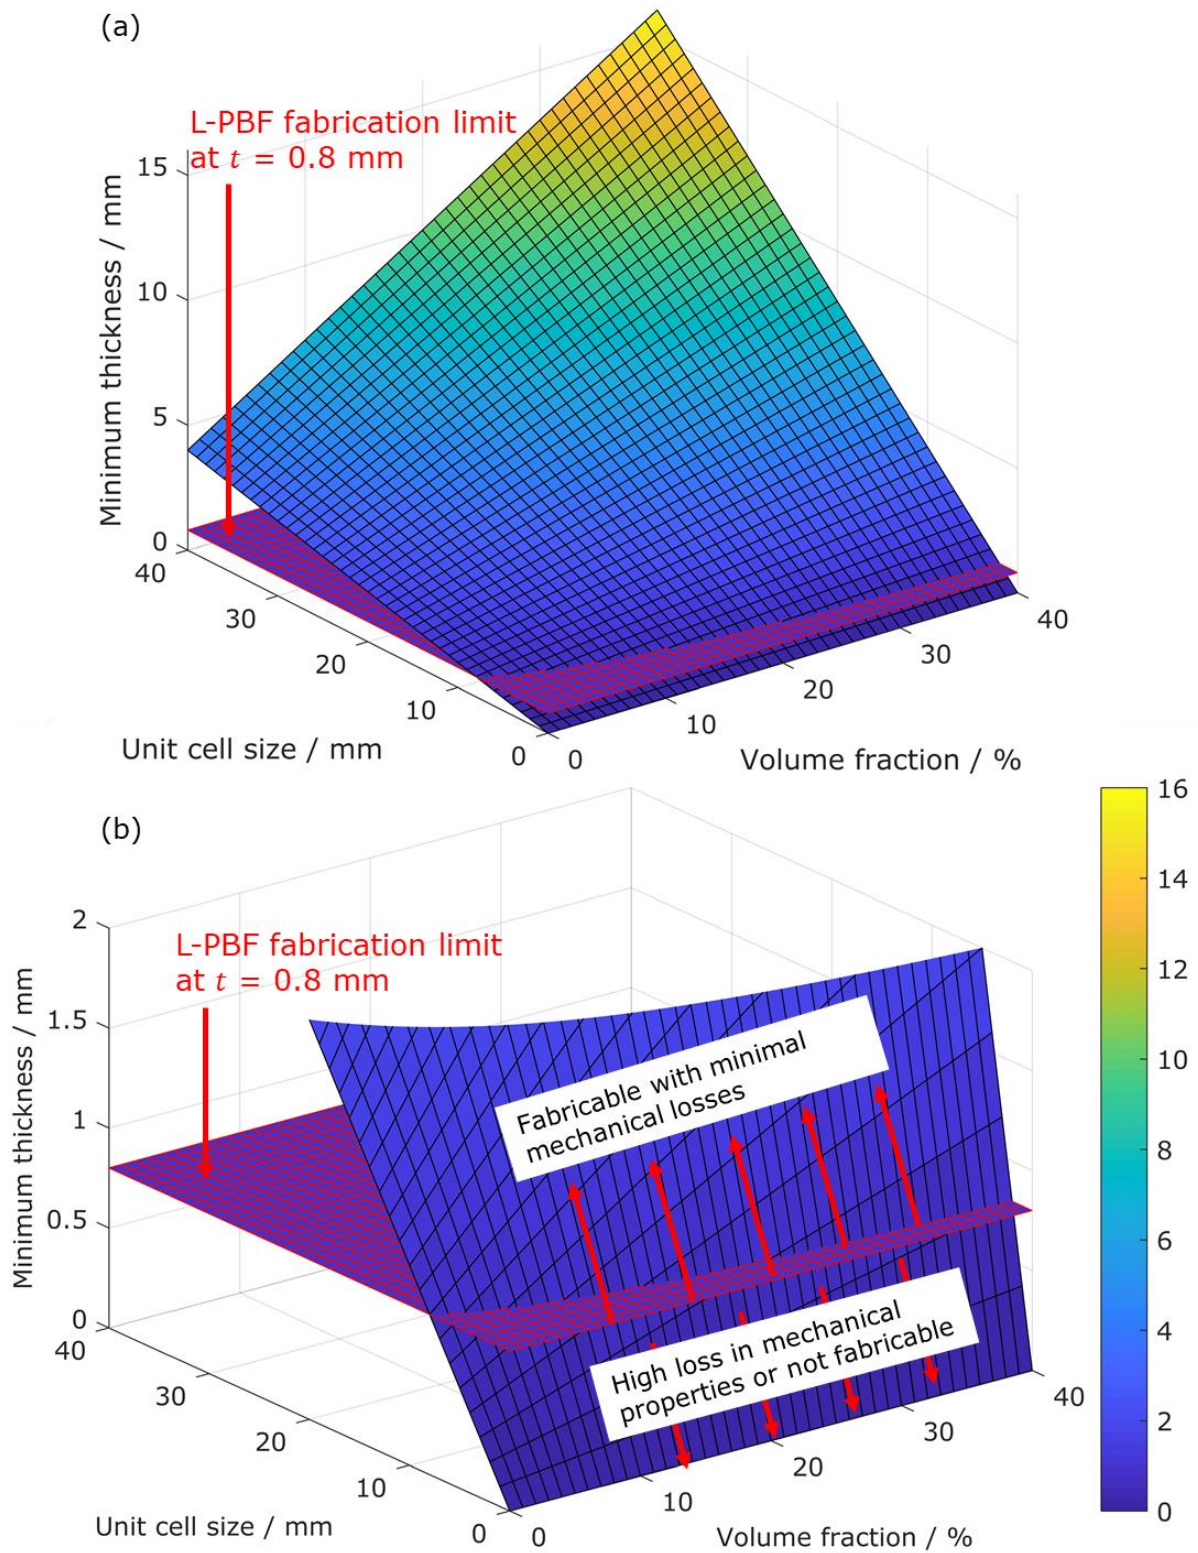 (a)
L-PBF fabrication limit
at t = 0.8 mm
Minimum thickness / mm
15
10
5
0
40
30
20
10
0
Unit cell size / mm
0
10
20
30
40
Volume fraction / %
(b)
L-PBF fabrication limit
at t = 0.8 mm
Minimum thickness / mm
2
1.5
1
0.5
0
40
30
20
10
0
Unit cell size / mm
Fabricable with minimal
mechanical losses
High loss in mechanical
properties or not fabricable
0
10
20
30
40
Volume fraction / %
16
14
12
10
8
6
4
2
0